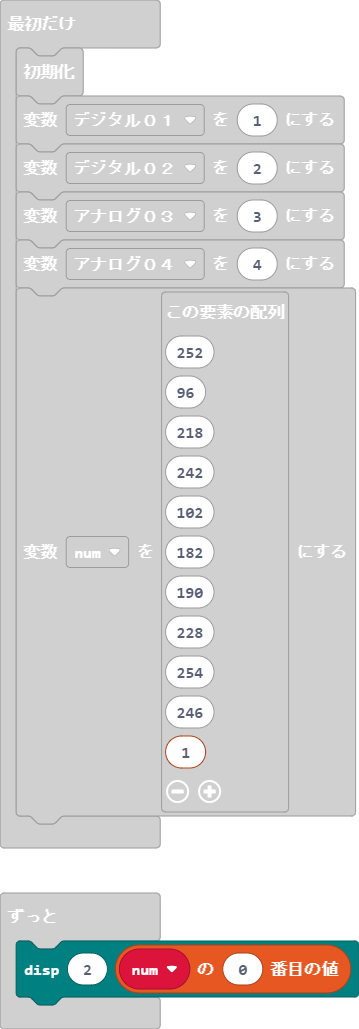 最初だけ
初期化
変数 デジタル０１ を 1 にする
変数 デジタル０２ を 2 にする
変数 アナログ０３ を 3 にする
変数 アナログ０４ を 4 にする
この要素の配列
252
96
218
242
102
182
変数 num を にする
190
228
254
246
1
ずっと
disp 2 num の 0 番目の値